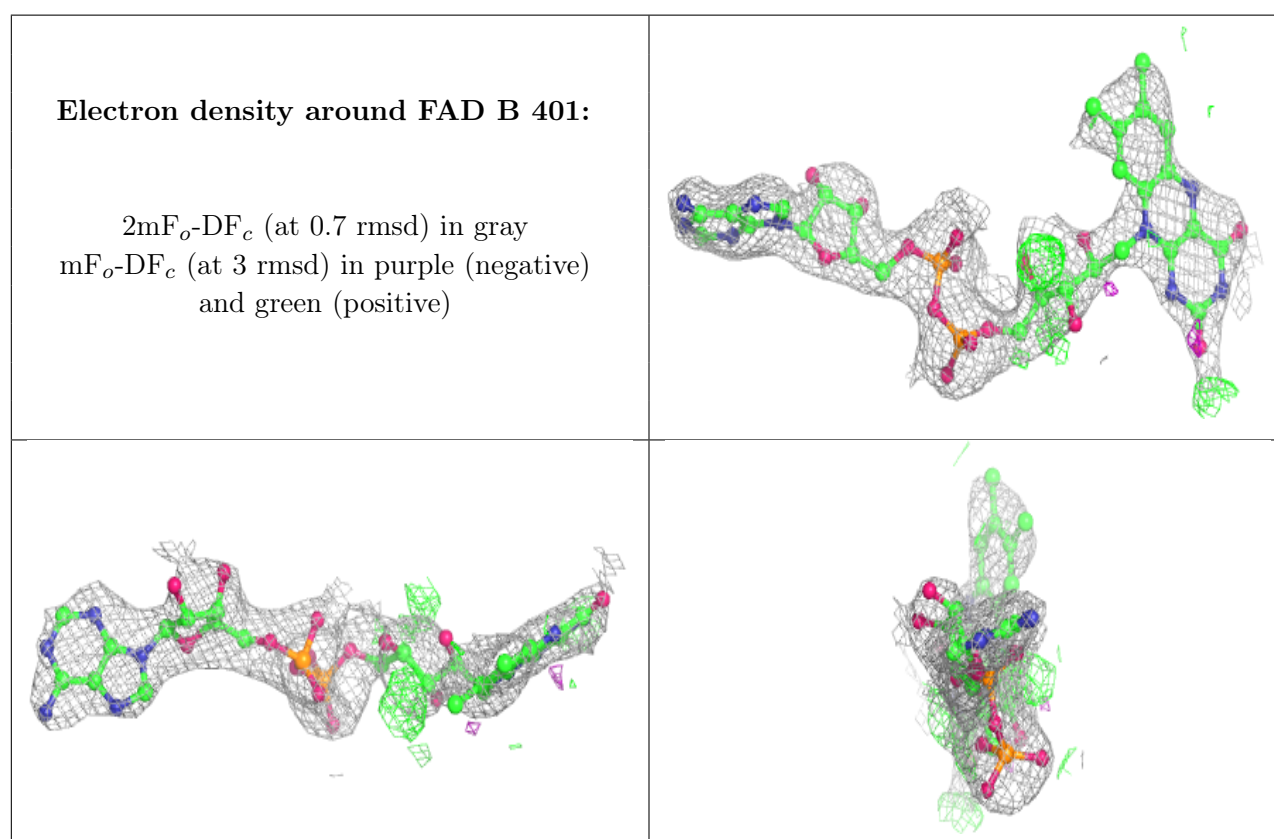 Electron density around FAD B 401:
2mFo-DFc (at 0.7 rmsd) in gray
mFo-DFc (at 3 rmsd) in purple (negative)
and green (positive)